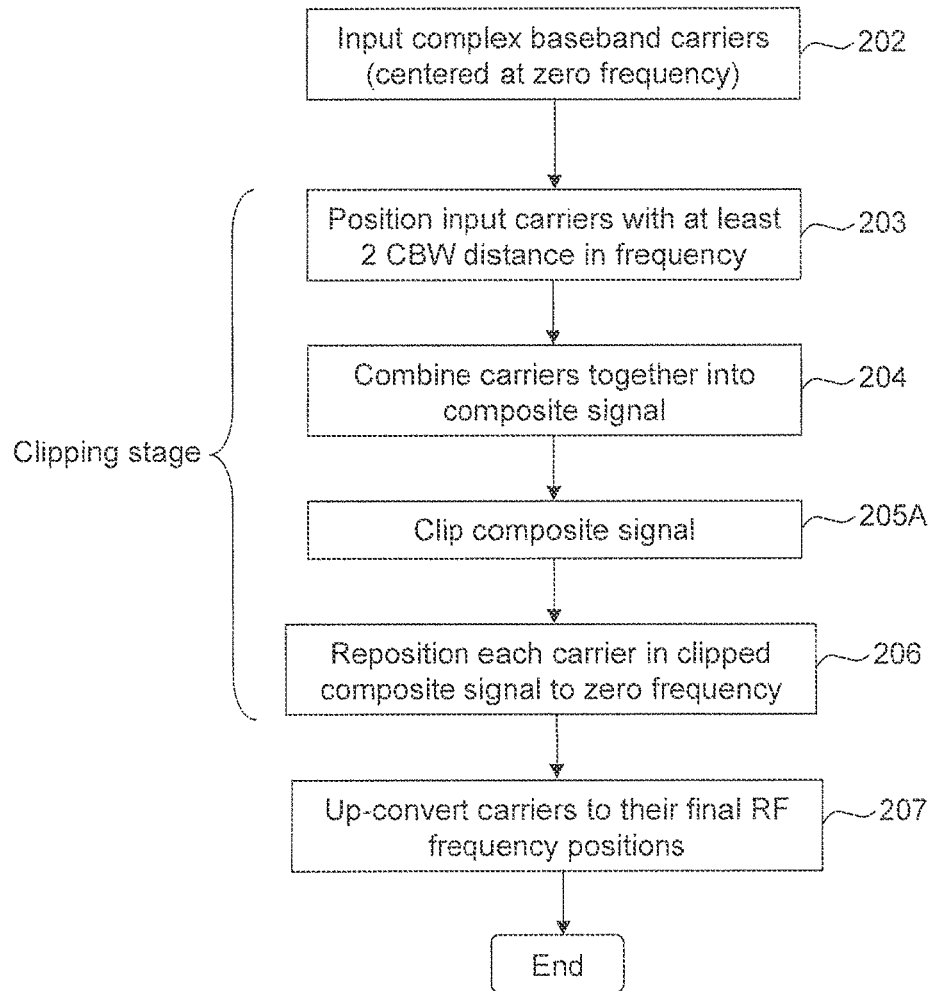 Input complex baseband carriers
(centered at zero frequency)
202
Position input carriers with at least
2 CBW distance in frequency
203
Combine carriers together into
composite signal
204
Clipping stage
Clip composite signal
205A
Reposition each carrier in clipped
composite signal to zero frequency
206
Up-convert carriers to their final RF
frequency positions
207
End